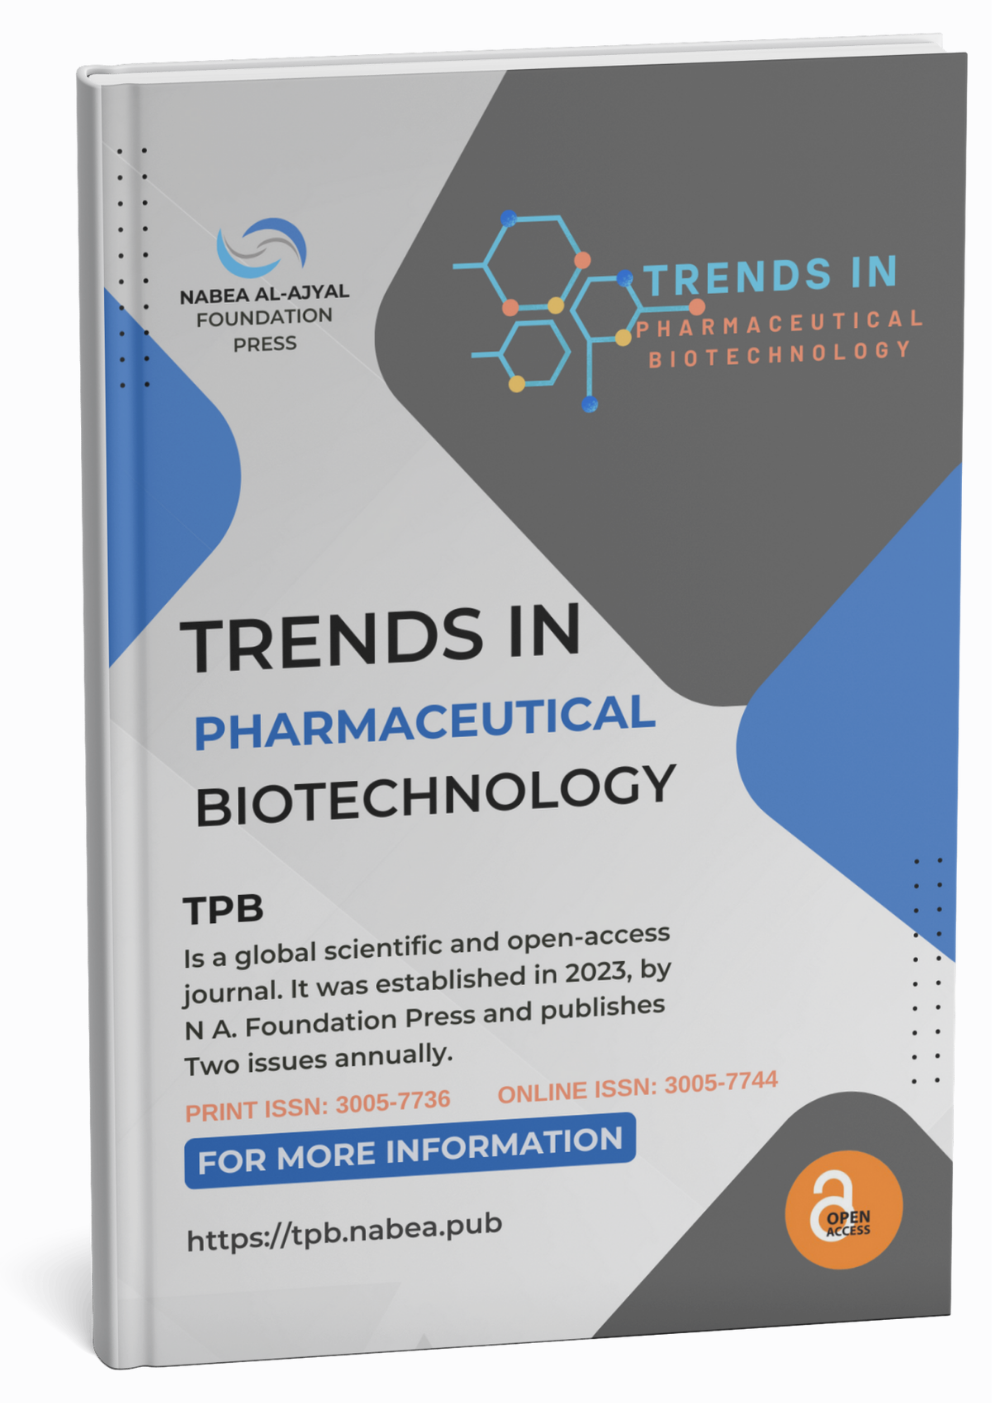 NABEA AL-AJYAL
FOUNDATION
PRESS
TRENDS IN
PHARMACEUTICAL
BIOTECHNOLOGY
TRENDS IN
PHARMACEUTICAL
BIOTECHNOLOGY
TPB
Is a global scientific and open-access
journal. It was established in 2023, by
N A. Foundation Press and publishes
Two issues annually.
PRINT ISSN: 3005-7736 ONLINE ISSN: 3005-7744
FOR MORE INFORMATION
https://tpb.nabea.pub
OPEN
ACCESS